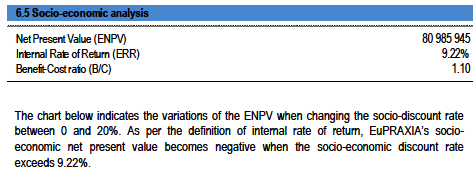 6.5 Socio-economic analysis
Net Present Value (ENPV) 80 985 945
Internal Rate of Return (ERR) 9.22%
Benefit-Cost ratio (B/C) 1.10
The chart below indicates the variations of the ENPV when changing the socio-discount rate
between 0 and 20%. As per the definition of internal rate of return, EuPRAXIA's socio-
economic net present value becomes negative when the socio-economic discount rate
exceeds 9.22%.